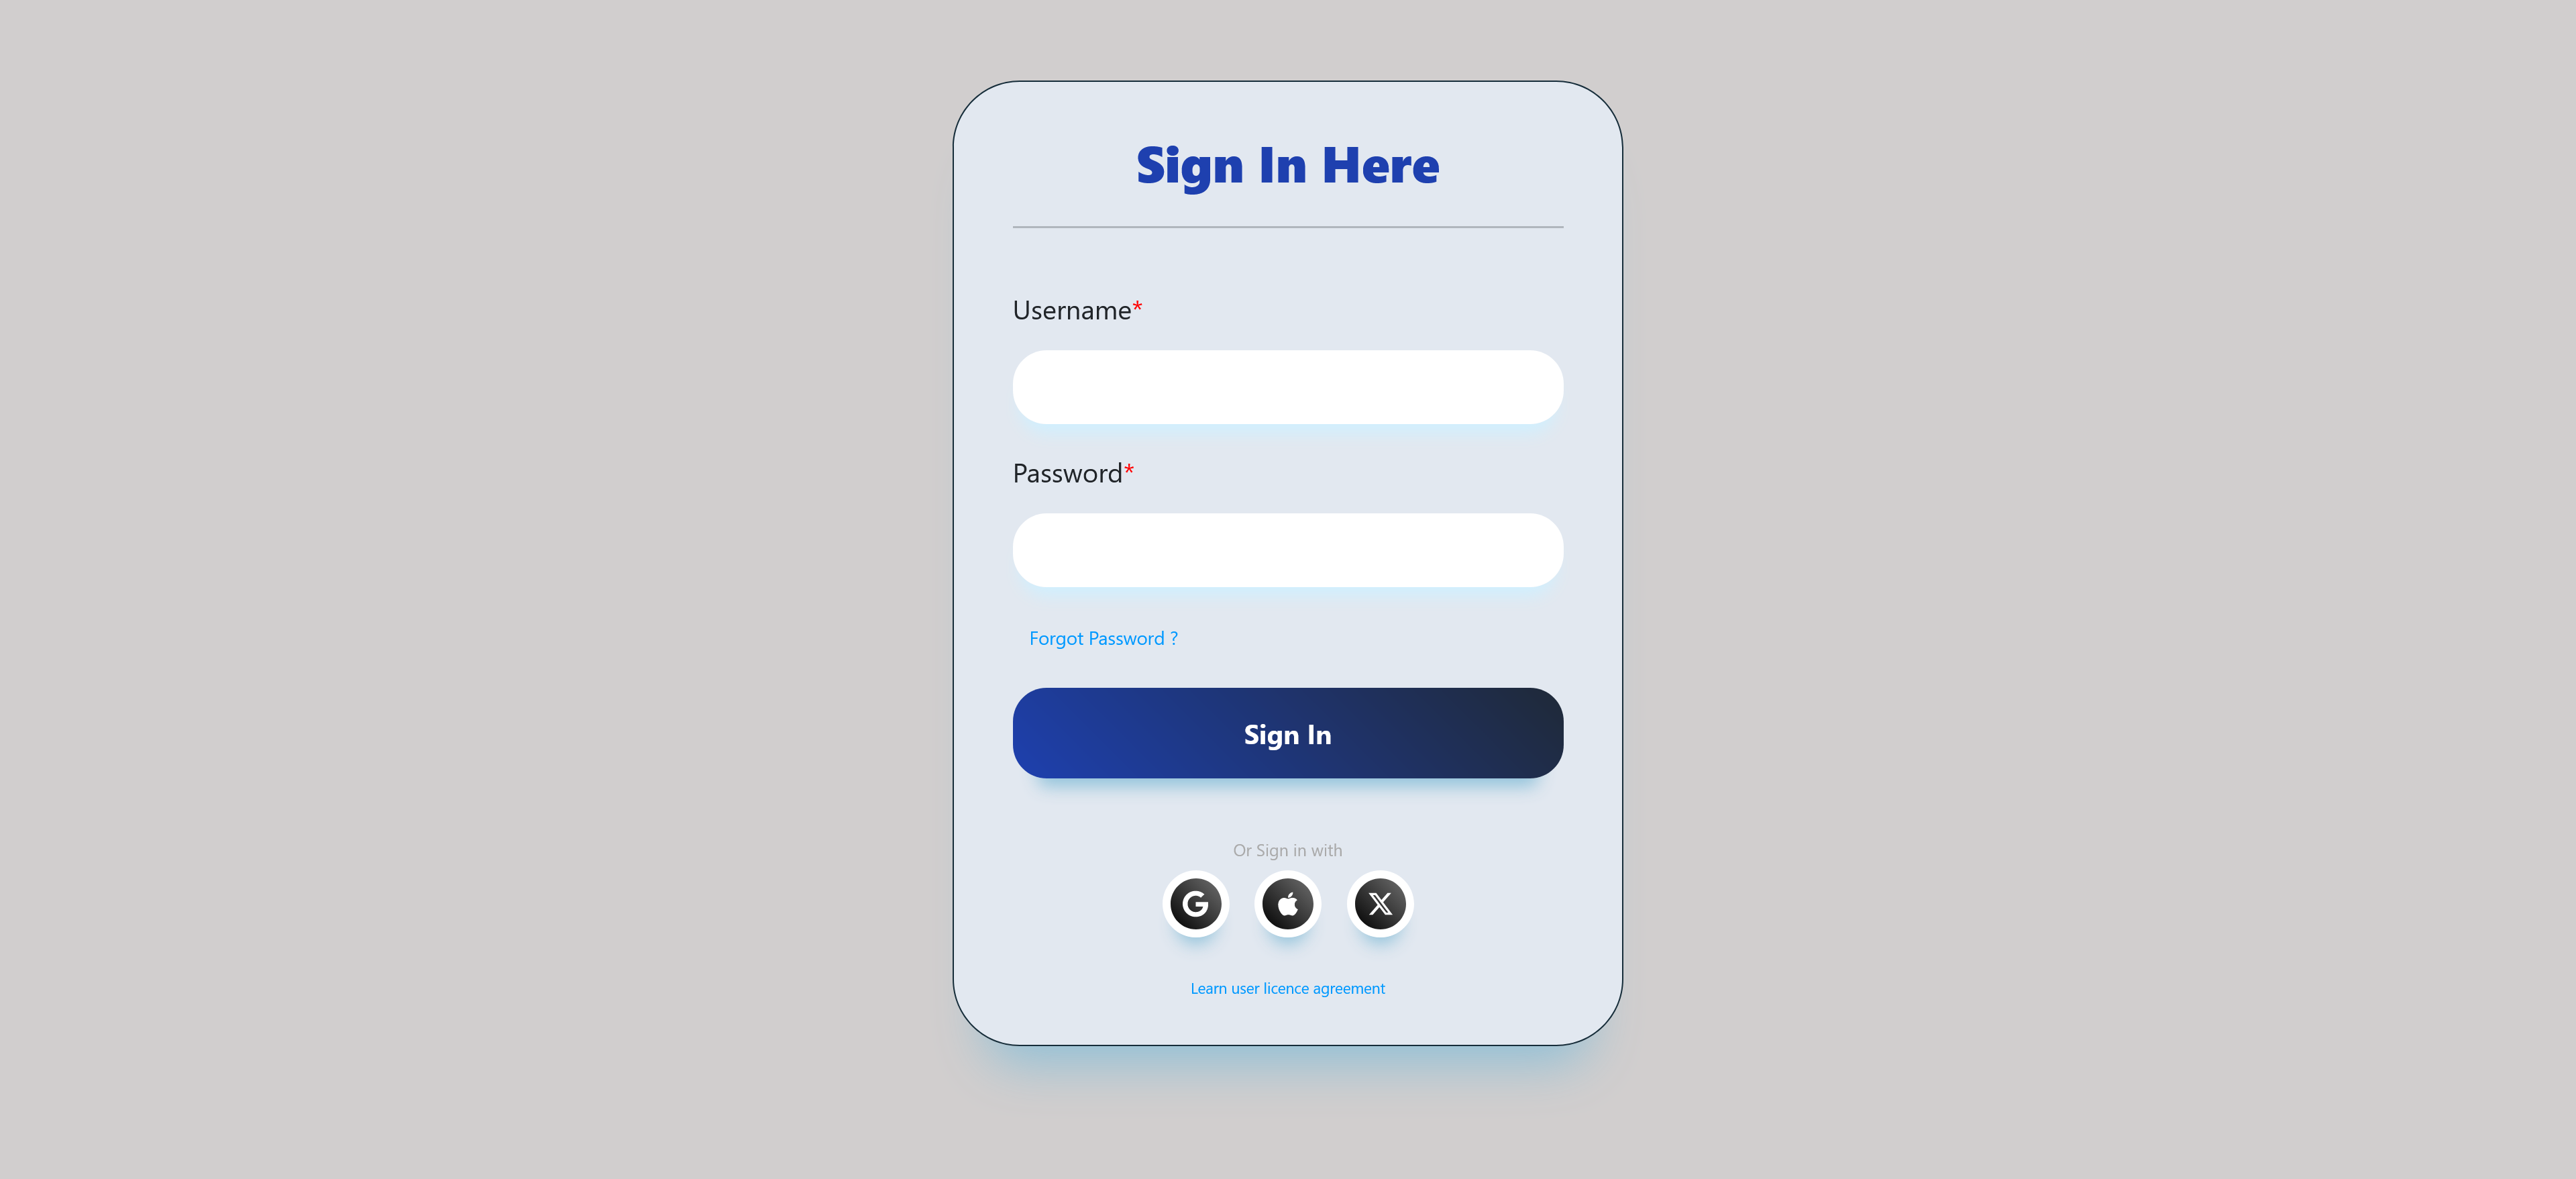 Sign In Here
Username*
Password*
Forgot Password ?
Sign In
Or Sign in with
Learn user licence agreement